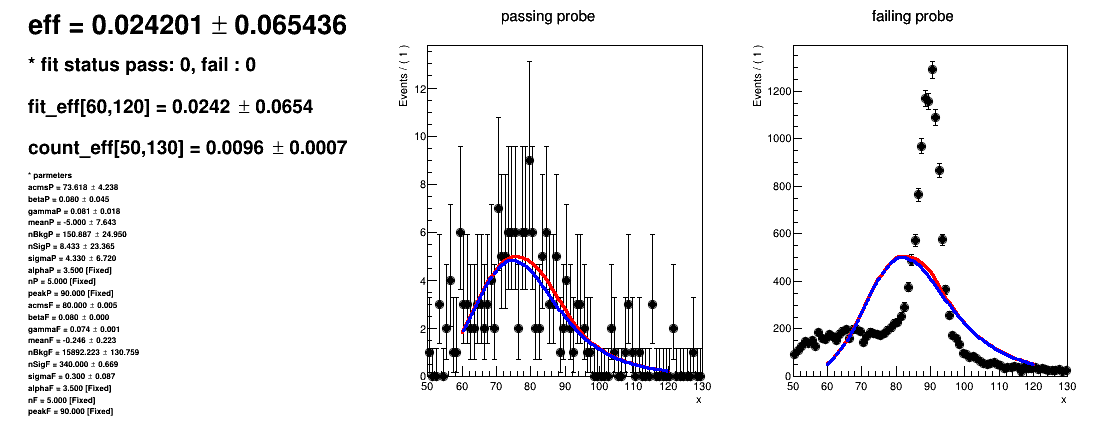 eff = 0.024201 ± 0.065436
* fit status pass: 0, fail : 0
fit_eff[60,120] = 0.0242 ± 0.0654
count_eff[50,130] = 0.0096 ± 0.0007
* parmeters
acmsP = 73.618 ± 4.238
betaP = 0.080 ± 0.045
gammaP = 0.081 ± 0.018
meanP = -5.000 ± 7.643
nBkgP = 150.887 ± 24.950
nSigP = 8.433 ± 23.365
sigmaP = 4.330 ± 6.720
alphaP = 3.500 [Fixed]
nP = 5.000 [Fixed]
peakP = 90.000 [Fixed]
acmsF = 80.000 ± 0.005
betaF = 0.080 ± 0.000
gammaF = 0.074 ± 0.001
meanF = -0.246 ± 0.223
nBkgF = 15892.223 ± 130.759
nSigF = 340.000 ± 0.669
sigmaF = 0.300 ± 0.087
alphaF = 3.500 [Fixed]
nF = 5.000 [Fixed]
peakF = 90.000 [Fixed]
passing probe
Events / ( 1 )
12
10
8
6
4
2
0
50 60 70 80 90 100 110 120 130
x
failing probe
Events / ( 1 )
1200
1000
800
600
400
200
0
50 60 70 80 90 100 110 120 130
x